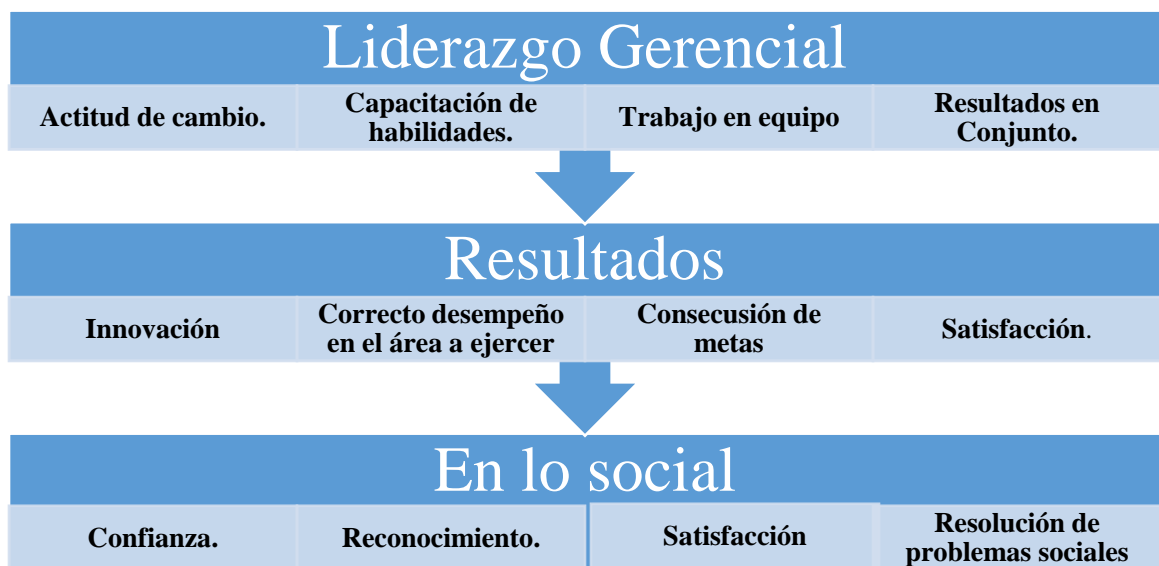 Liderazgo Gerencial
Actitud de cambio.
Capacitación de
habilidades.
Trabajo en equipo
Resultados en
Conjunto.
Resultados
Innovación
Correcto desempeño
en el área a ejercer
Consecusión de
metas
Satisfacción.
En lo social
Confianza.
Reconocimiento.
Satisfacción
Resolución de
problemas sociales